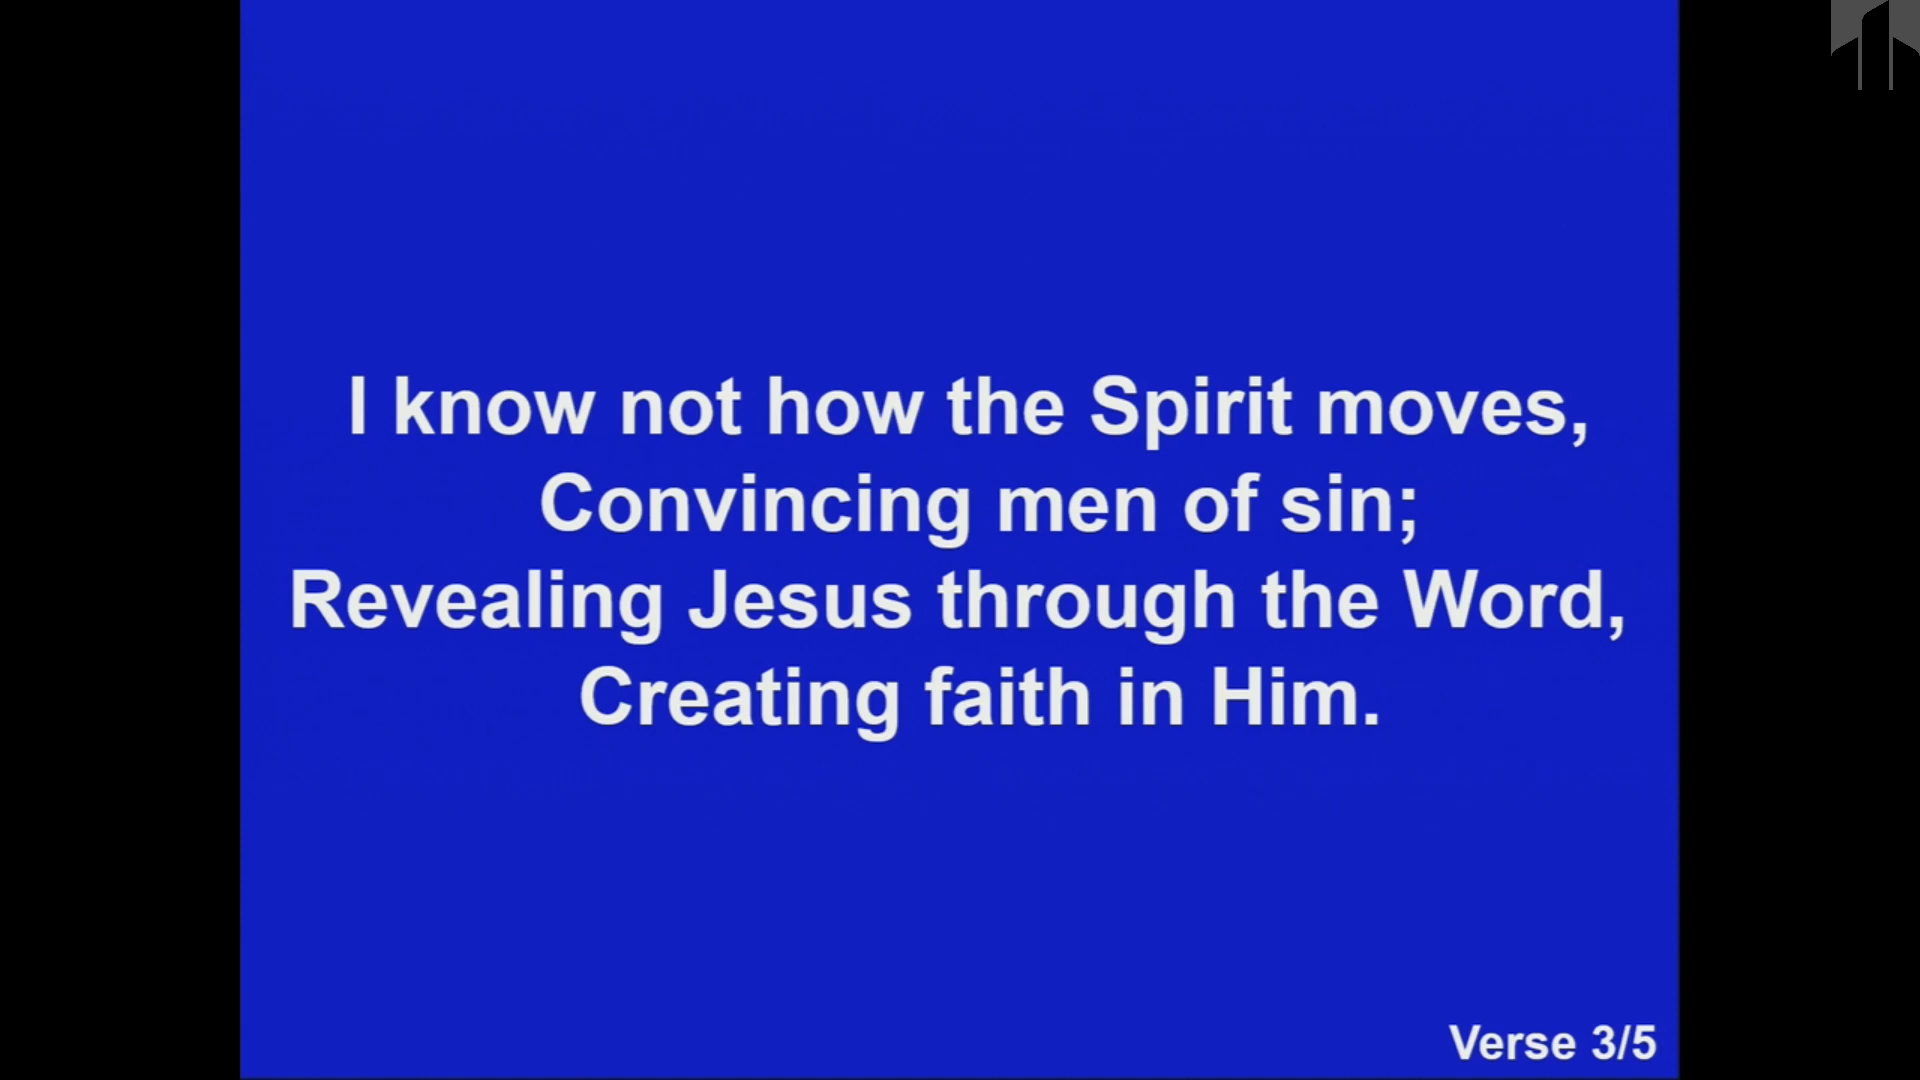 I know not how the Spirit moves,
Convincing men of sin;
Revealing Jesus through the Word,
Creating faith in Him.
Verse 3/5